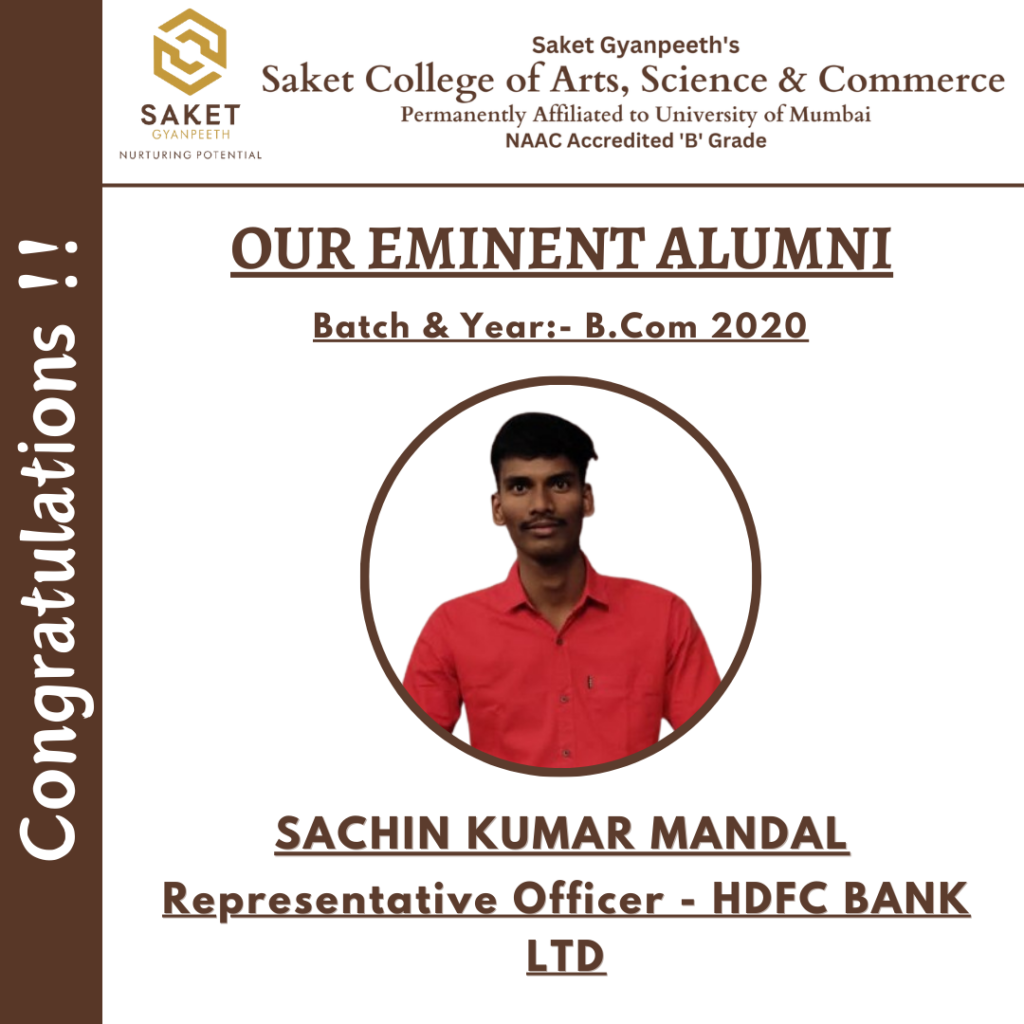 SAKET
GYANPEETH
NURTURING POTENTIAL
Saket Gyanpeeth's
Saket College of Arts, Science & Commerce
Permanently Affiliated to University of Mumbai
NAAC Accredited 'B' Grade
Congratulations !!
OUR EMINENT ALUMNI
Batch & Year:- B.Com 2020
SACHIN KUMAR MANDAL
Representative Officer - HDFC BANK
LTD